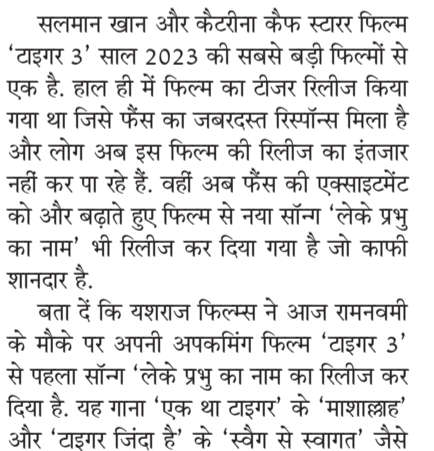 सलमान खान और कैटरीना कैफ स्टारर फिल्म
‘टाइगर 3’ साल 2023 की सबसे बड़ी फिल्मों से
एक है. हाल ही में फिल्म का टीजर रिलीज किया
गया था जिसे फैंस का जबरदस्त रिस्पॉन्स मिला है
और लोग अब इस फिल्म की रिलीज का इंतजार
नहीं कर पा रहे हैं. वहीं अब फैंस की एक्साइटमेंट
को और बढ़ाते हुए फिल्म से नया सॉन्ग ‘लेके प्रभु
का नाम’ भी रिलीज कर दिया गया है जो काफी
शानदार है.
बता दें कि यशराज फिल्म्स ने आज रामनवमी
के मौके पर अपनी अपकमिंग फिल्म ‘टाइगर 3’
से पहला सॉन्ग ‘लेके प्रभु का नाम का रिलीज कर
दिया है. यह गाना ‘एक था टाइगर’ के ‘माशाल्लाह’
और ‘टाइगर जिंदा है’ के ‘स्वैग से स्वागत’ जैसे